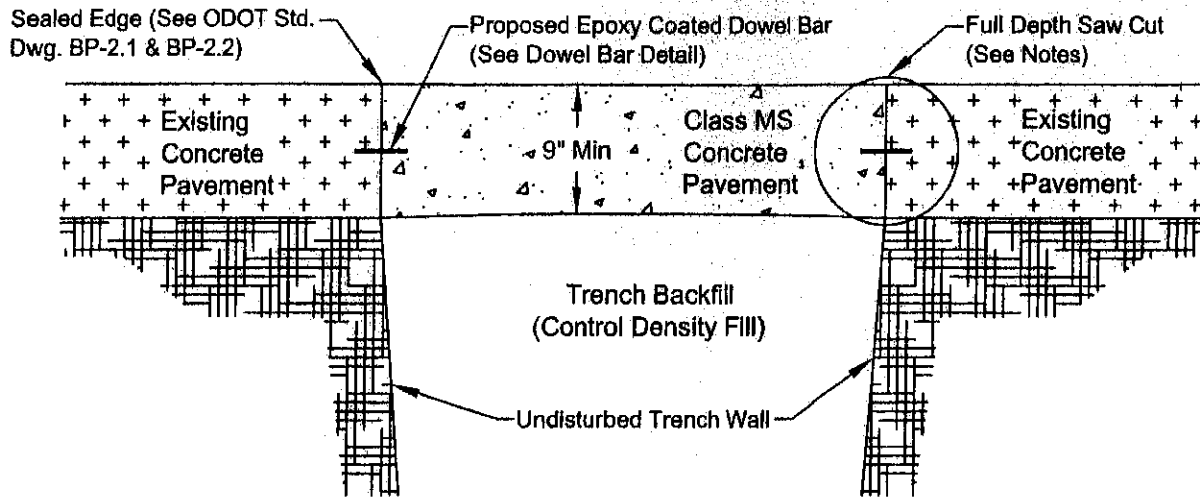 Sealed Edge (See ODOT Std.
Dwg. BP-2.1 & BP-2.2)
Proposed Epoxy Coated Dowel Bar
(See Dowel Bar Detail)
Full Depth Saw Cut
(See Notes)
Existing
Concrete
Pavement
9" Min
Class MS
Concrete
Pavement
Existing
Concrete
Pavement
Trench Backfill
(Control Density Fill)
Undisturbed Trench Wall